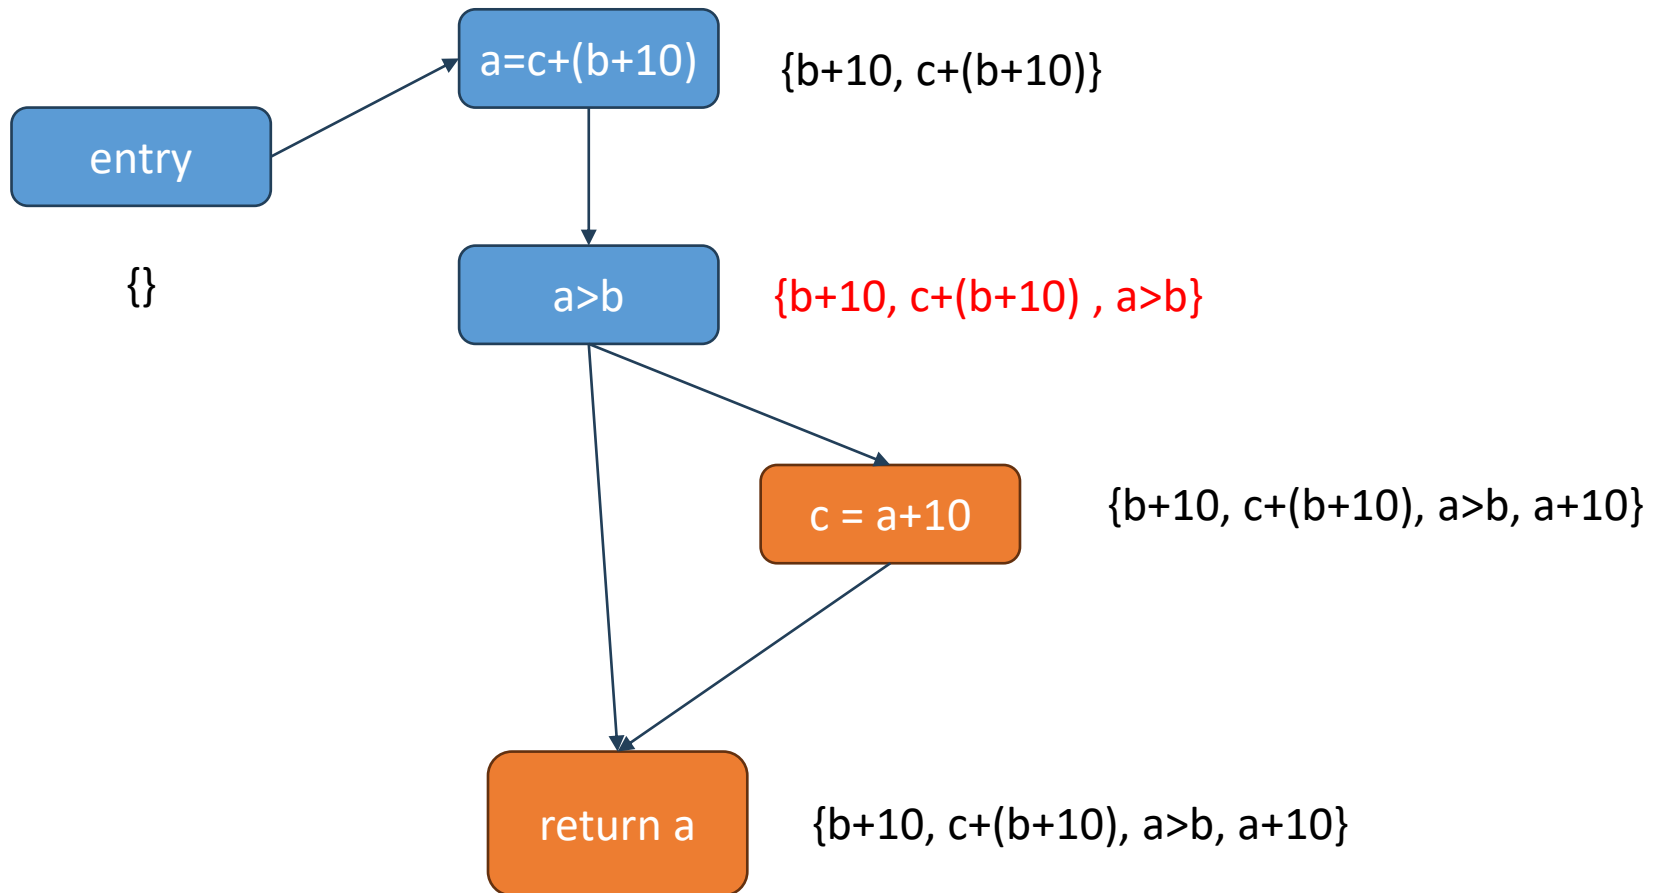 a=c+(b+10)
{b+10, c+(b+10)}
entry
{}
a>b
{b+10, c+(b+10) , a>b}
c = a+10
{b+10, c+(b+10), a>b, a+10}
return a
{b+10, c+(b+10), a>b, a+10}